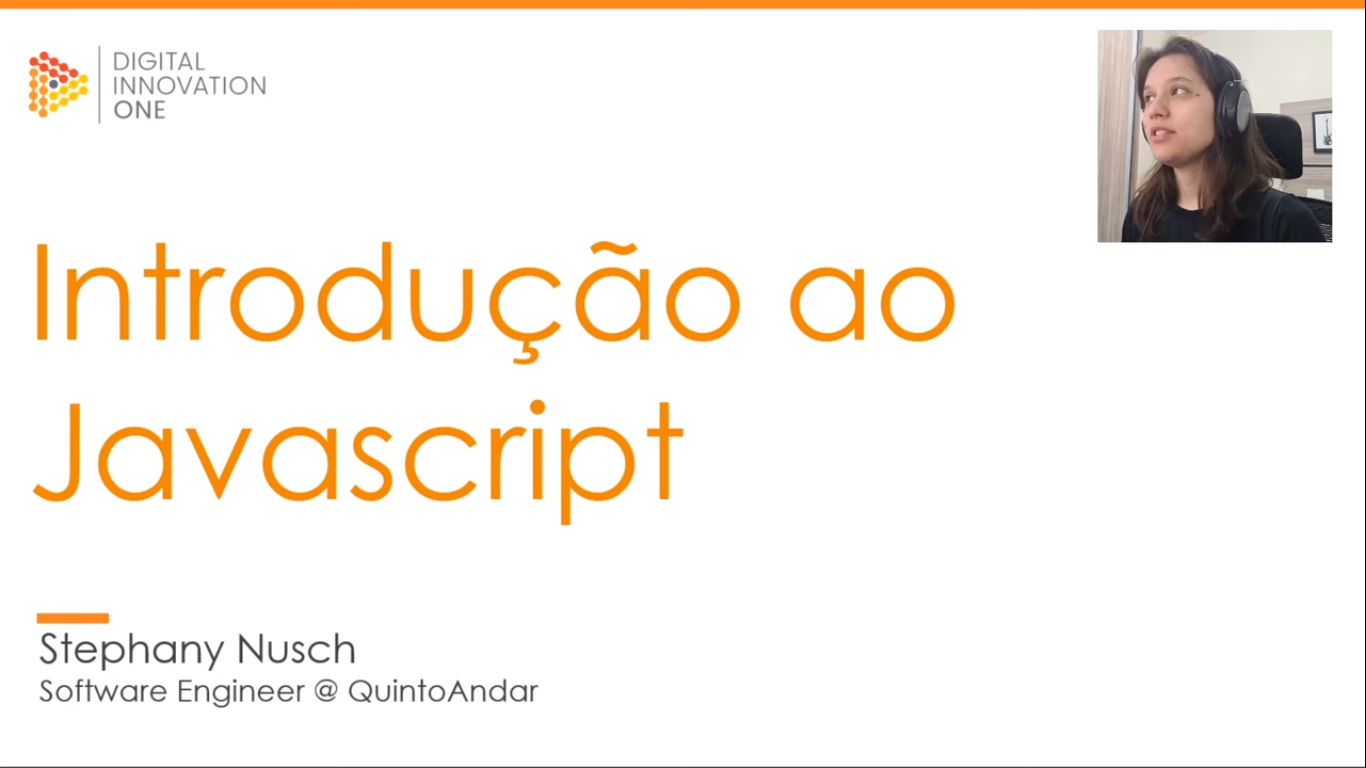 DIGITAL
INNOVATION
ONE
Introdução ao
Javascript
Stephany Nusch
Software Engineer @ QuintoAndar